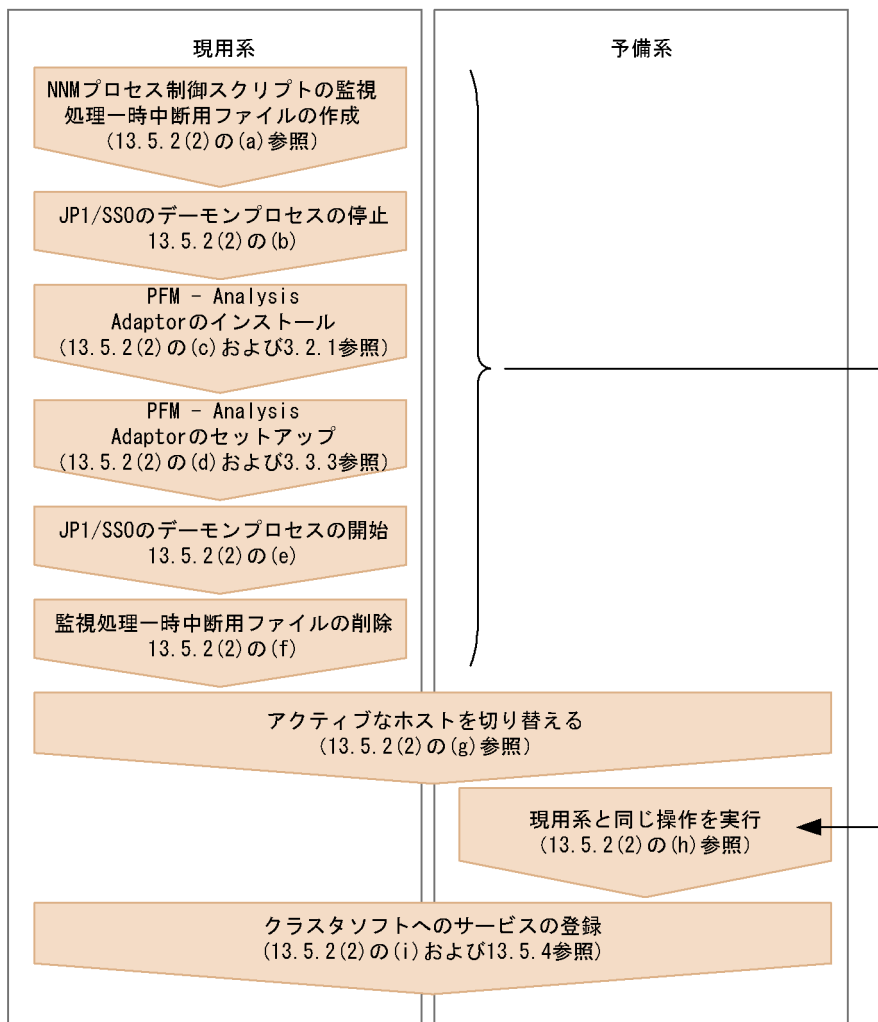 現用系
予備系
NNMプロセス制御スクリプトの監視
処理一時中断用ファイルの作成
(13.5.2(2)の(a)参照)
JP1/SSOのデーモンプロセスの停止
13.5.2(2)の(b)
PFM - Analysis
Adaptorのインストール
(13.5.2(2)の(c)および3.2.1参照)
PFM - Analysis
Adaptorのセットアップ
(13.5.2(2)の(d)および3.3.3参照)
JP1/SSOのデーモンプロセスの開始
13.5.2(2)の(e)
監視処理一時中断用ファイルの削除
13.5.2(2)の(f)
アクティブなホストを切り替える
(13.5.2(2)の(g)参照)
現用系と同じ操作を実行
(13.5.2(2)の(h)参照)
クラスタソフトへのサービスの登録
(13.5.2(2)の(i)および13.5.4参照)